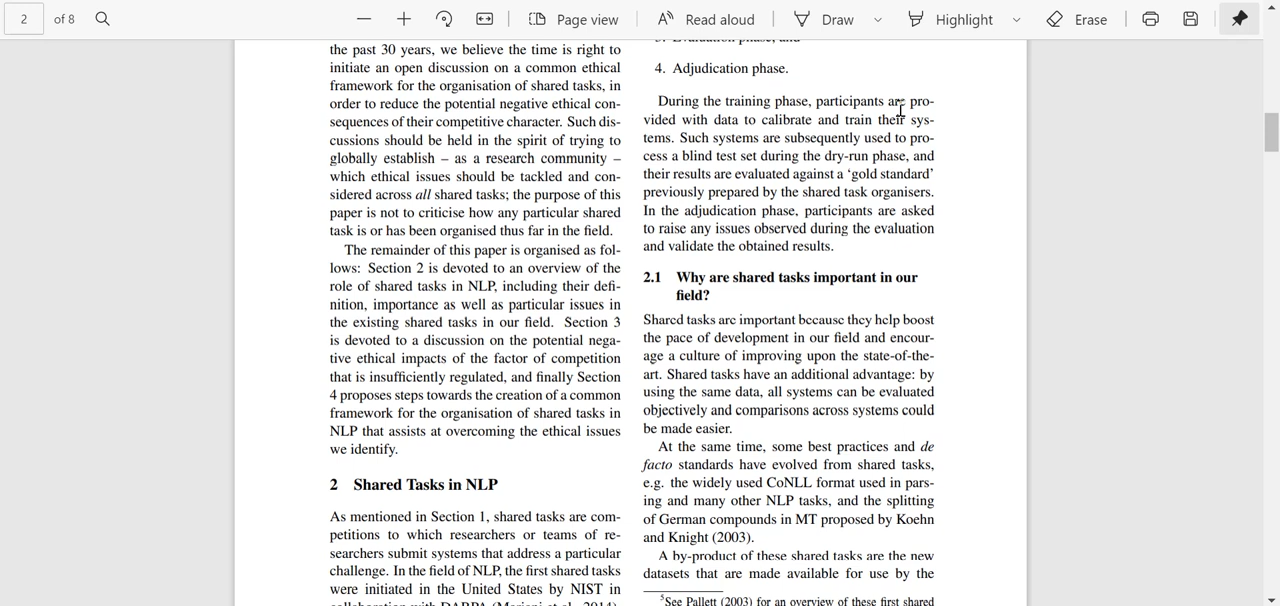 2
of 8
Page view
Read aloud
Draw
Highlight
Erase
the past 30 years, we believe the time is right to
initiate an open discussion on a common ethical
framework for the organisation of shared tasks, in
order to reduce the potential negative ethical con-
sequences of their competitive character. Such dis-
cussions should be held in the spirit of trying to
globally establish – as a research community –
which ethical issues should be tackled and con-
sidered across all shared tasks; the purpose of this
paper is not to criticise how any particular shared
task is or has been organised thus far in the field.
The remainder of this paper is organised as fol-
lows: Section 2 is devoted to an overview of the
role of shared tasks in NLP, including their defi-
nition, importance as well as particular issues in
the existing shared tasks in our field. Section 3
is devoted to a discussion on the potential nega-
tive ethical impacts of the factor of competition
that is insufficiently regulated, and finally Section
4 proposes steps towards the creation of a common
framework for the organisation of shared tasks in
NLP that assists at overcoming the ethical issues
we identify.
2 Shared Tasks in NLP
As mentioned in Section 1, shared tasks are com-
petitions to which researchers or teams of re-
searchers submit systems that address a particular
challenge. In the field of NLP, the first shared tasks
were initiated in the United States by NIST in
collaboration with DARPA (Mariani et al., 2014).
3. Evaluation phase, and
4. Adjudication phase.
During the training phase, participants are pro-
vided with data to calibrate and train their sys-
tems. Such systems are subsequently used to pro-
cess a blind test set during the dry-run phase, and
their results are evaluated against a ‘gold standard’
previously prepared by the shared task organisers.
In the adjudication phase, participants are asked
to raise any issues observed during the evaluation
and validate the obtained results.
2.1 Why are shared tasks important in our
field?
Shared tasks are important because they help boost
the pace of development in our field and encour-
age a culture of improving upon the state-of-the-
art. Shared tasks have an additional advantage: by
using the same data, all systems can be evaluated
objectively and comparisons across systems could
be made easier.
At the same time, some best practices and de
facto standards have evolved from shared tasks,
e.g. the widely used CoNLL format used in pars-
ing and many other NLP tasks, and the splitting
of German compounds in MT proposed by Koehn
and Knight (2003).
A by-product of these shared tasks are the new
datasets that are made available for use by the
5See Pallett (2003) for an overview of these first shared